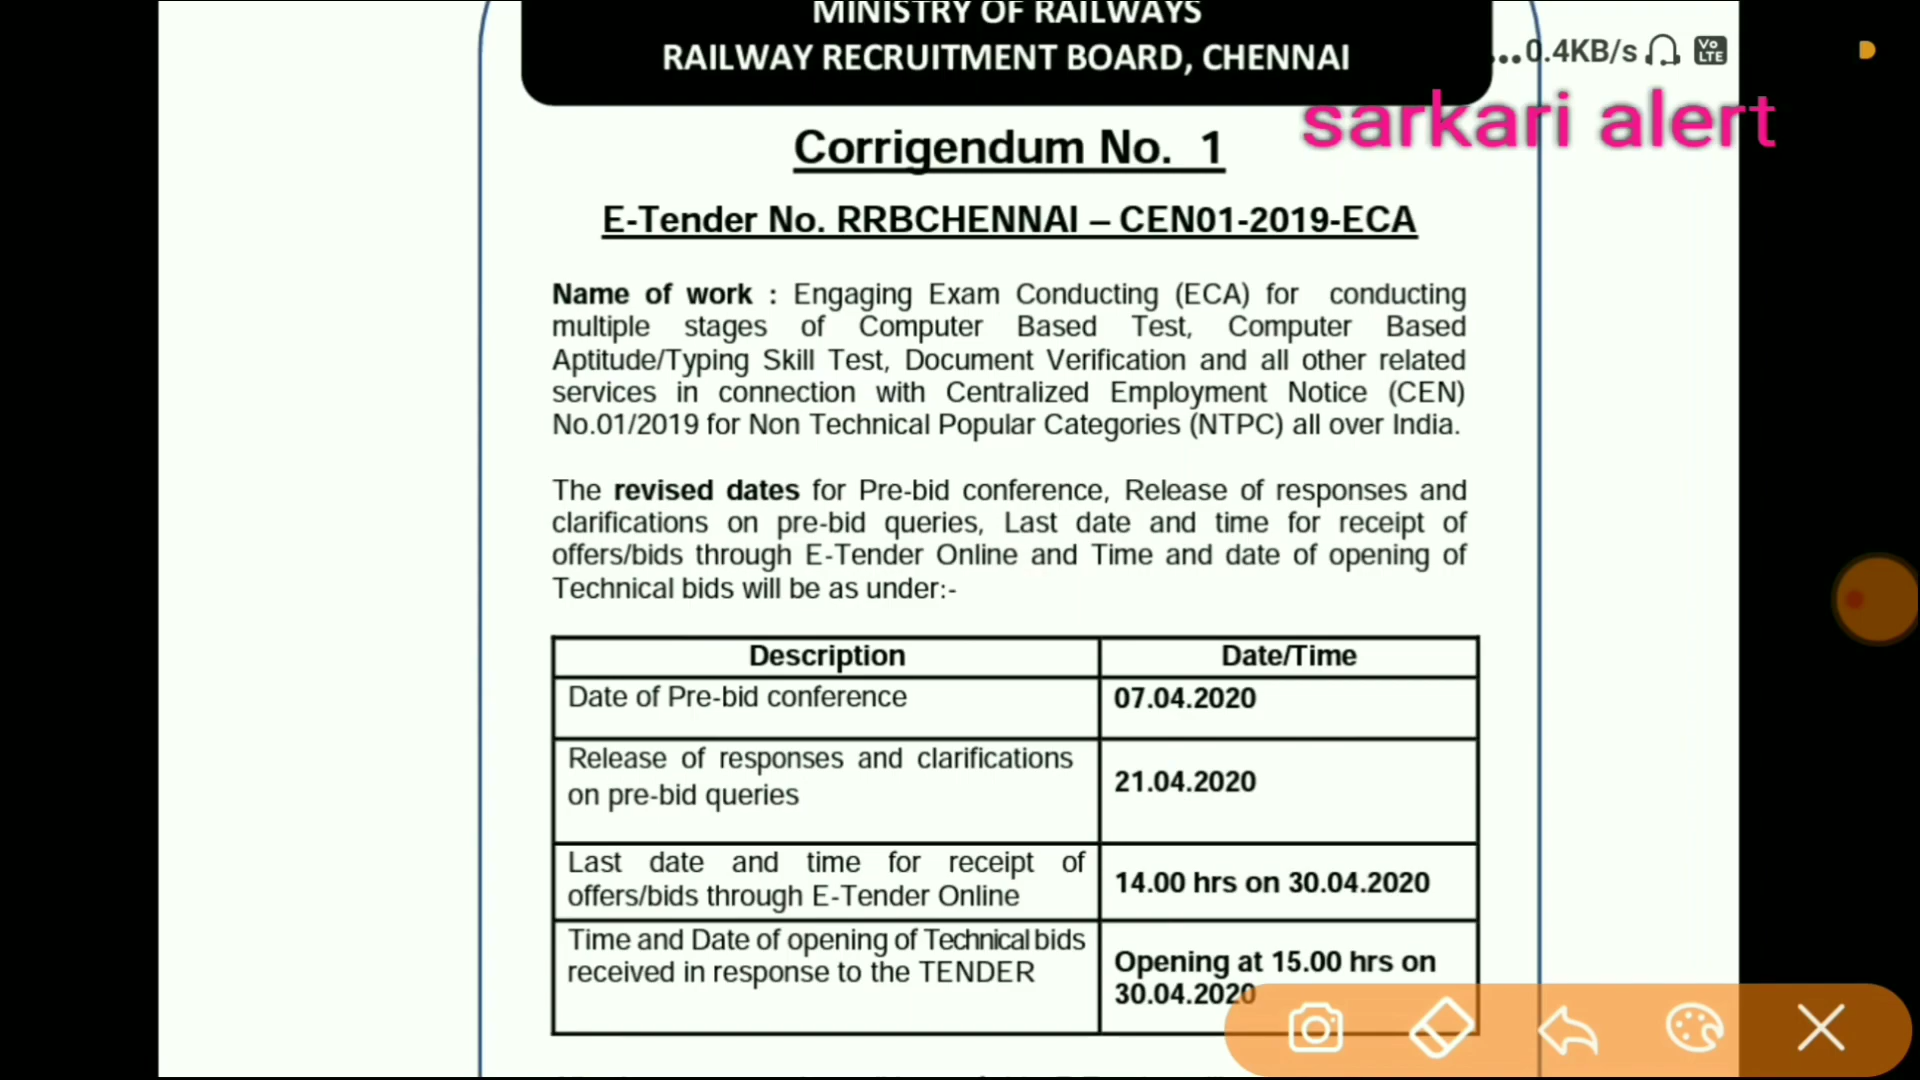 MINISTRY OF RAILWAYS
RAILWAY RECRUITMENT BOARD, CHENNAI
...0.4KB/s
Vo
LTE
sarkari alert
Corrigendum No. 1
E-Tender No. RRBCHENNAI – CEN01-2019-ECA
Name of work : Engaging Exam Conducting (ECA) for conducting
multiple stages of Computer Based Test, Computer Based
Aptitude/Typing Skill Test, Document Verification and all other related
services in connection with Centralized Employment Notice (CEN)
No.01/2019 for Non Technical Popular Categories (NTPC) all over India.
The revised dates for Pre-bid conference, Release of responses and
clarifications on pre-bid queries, Last date and time for receipt of
offers/bids through E-Tender Online and Time and date of opening of
Technical bids will be as under:-
Description Date/Time
Date of Pre-bid conference 07.04.2020
Release of responses and clarifications
on pre-bid queries
21.04.2020
Last date and time for receipt of
offers/bids through E-Tender Online
14.00 hrs on 30.04.2020
Time and Date of opening of Technical bids
received in response to the TENDER
Opening at 15.00 hrs on
30.04.2020